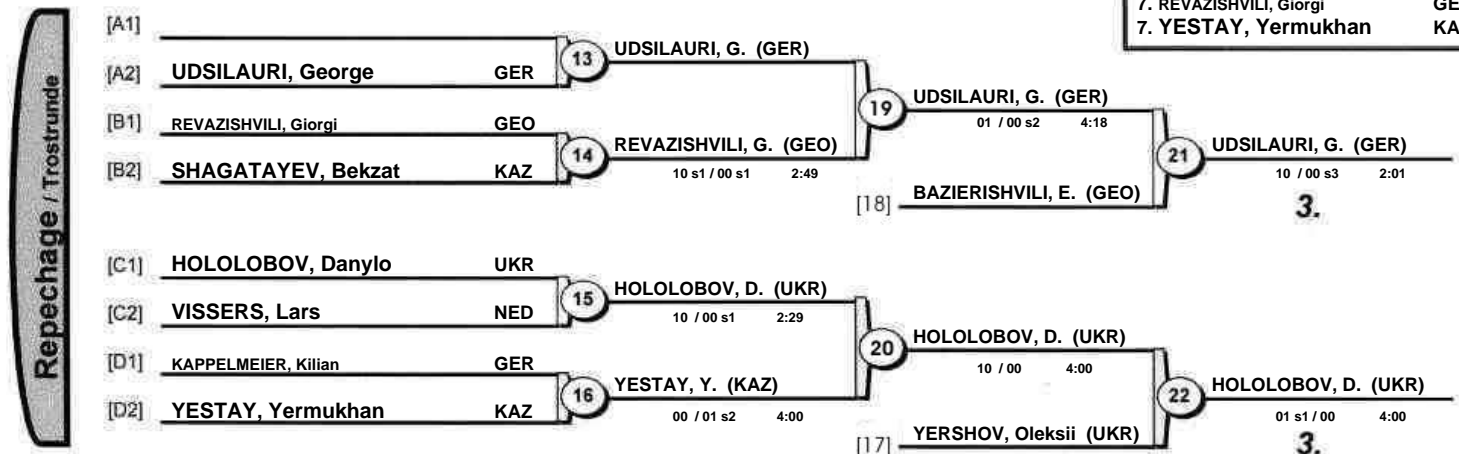 7. REVAZISHVILI, Giorgi GE
7. YESTAY, Yermukhan KA
Repechage / Trostrunde
[A1]
[A2] UDSILAURI, George GER
13 UDSILAURI, G. (GER)
[B1] REVAZISHVILI, Giorgi GEO
[B2] SHAGATAYEV, Bekzat KAZ
14 REVAZISHVILI, G. (GEO)
10 s1 / 00 s1 2:49
19 UDSILAURI, G. (GER)
01 / 00 s2 4:18
[18] BAZIERISHVILI, E. (GEO)
21 UDSILAURI, G. (GER)
10 / 00 s3 2:01
3.
[C1] HOLOLOBOV, Danylo UKR
[C2] VISSERS, Lars NED
15 HOLOLOBOV, D. (UKR)
10 / 00 s1 2:29
[D1] KAPPELMEIER, Kilian GER
[D2] YESTAY, Yermukhan KAZ
16 YESTAY, Y. (KAZ)
00 / 01 s2 4:00
20 HOLOLOBOV, D. (UKR)
10 / 00 4:00
[17] YERSHOV, Oleksii (UKR)
22 HOLOLOBOV, D. (UKR)
01 s1 / 00 4:00
3.